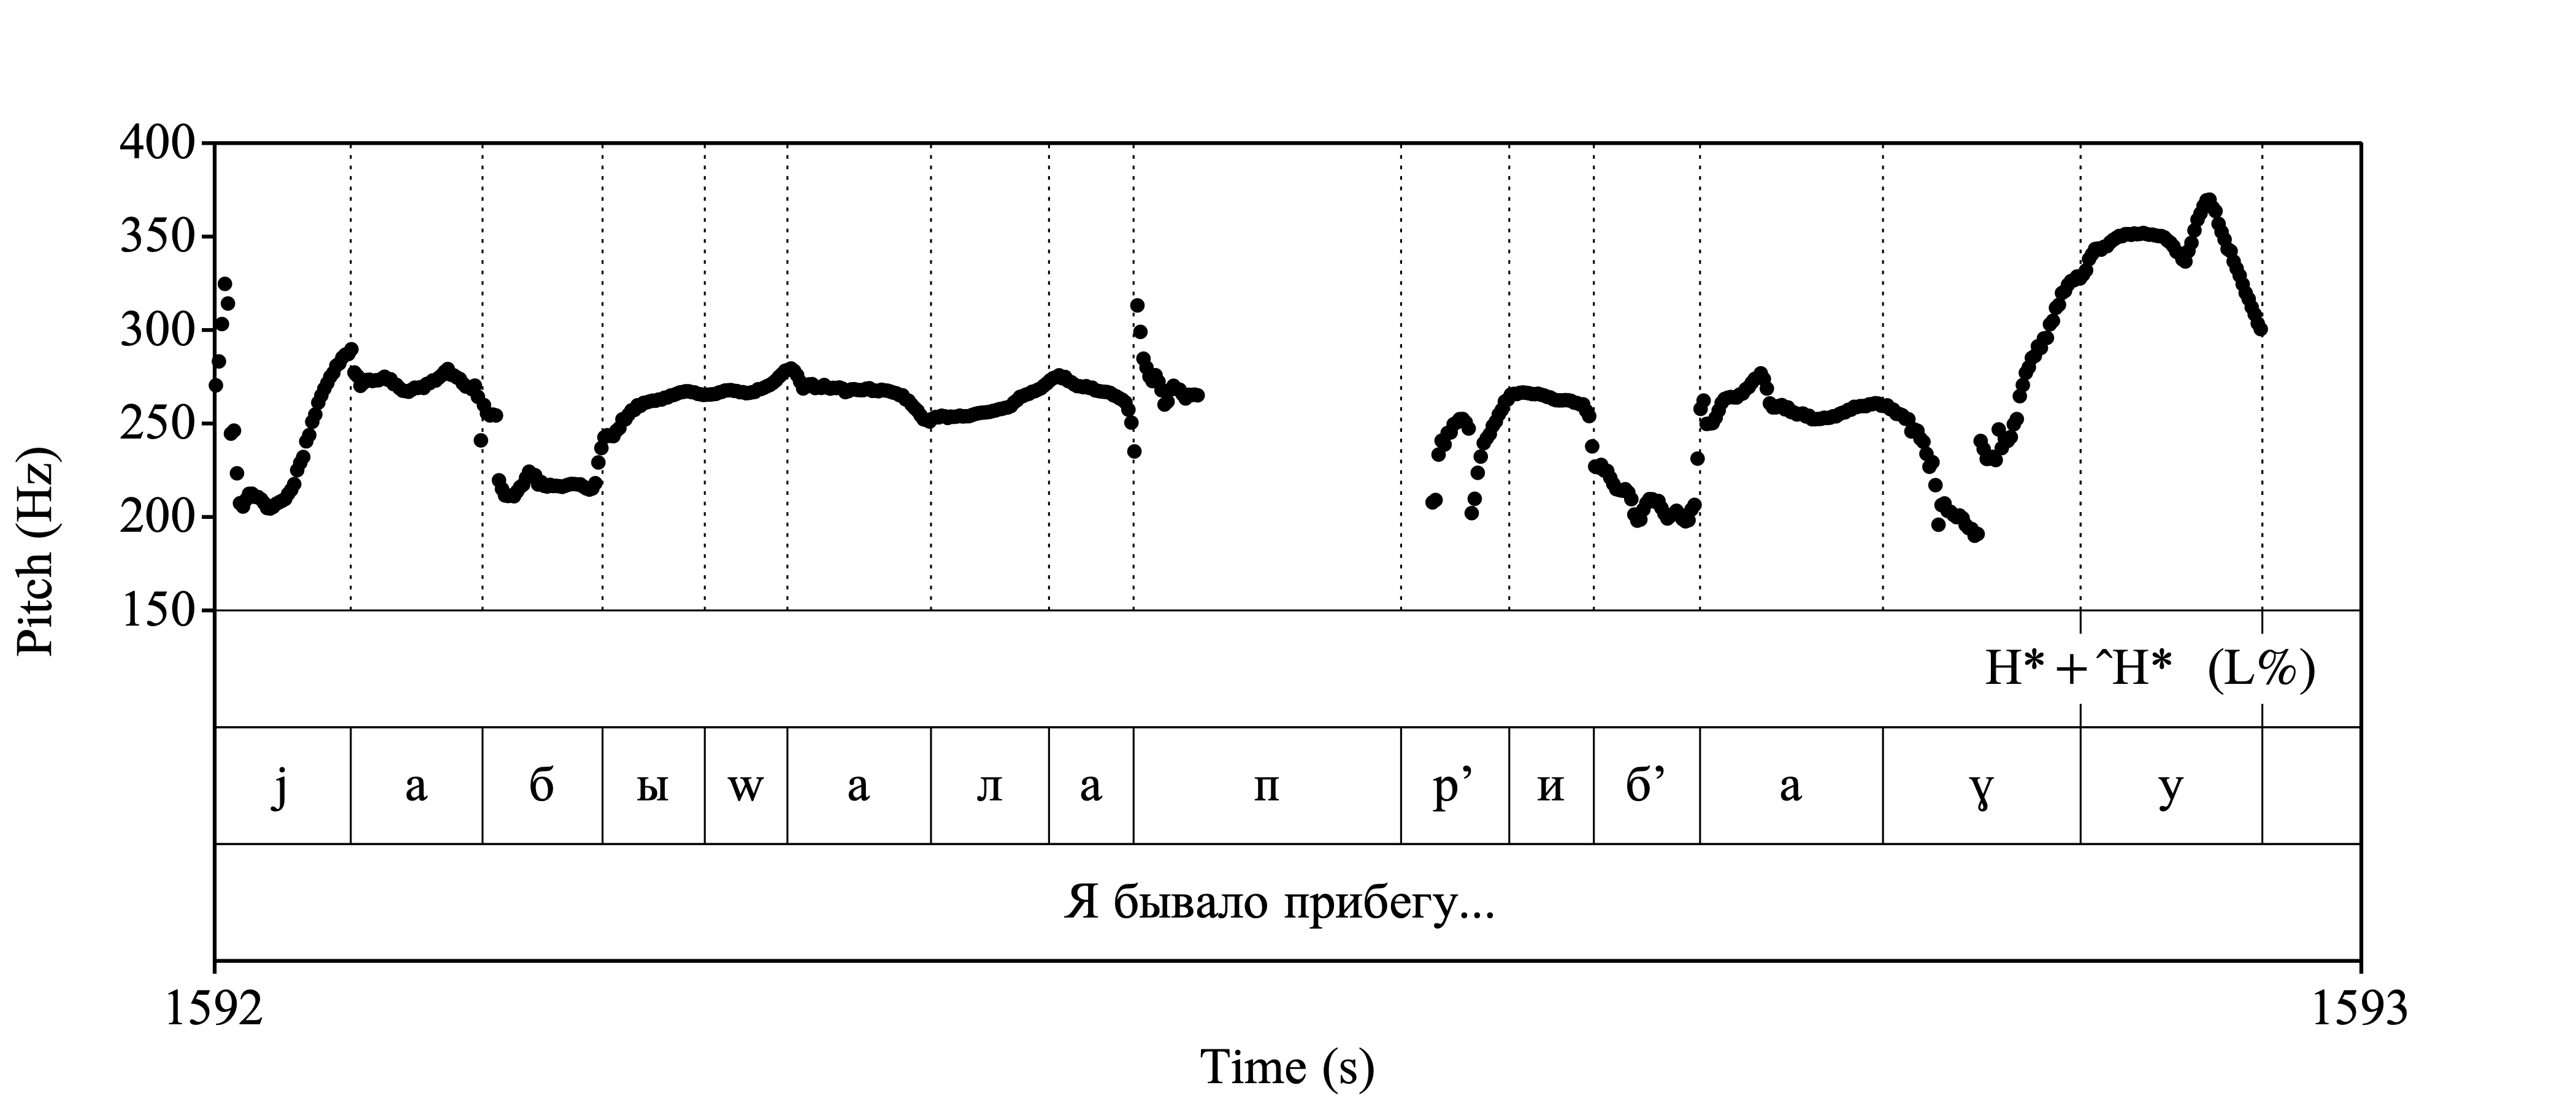 400
350
300
250
200
150
Pitch (Hz)
H*+ˆH* (L%)
j а б ы w а л а п р’ и б’ а ɣ у
Я бывало прибегу...
1592 1593
Time (s)